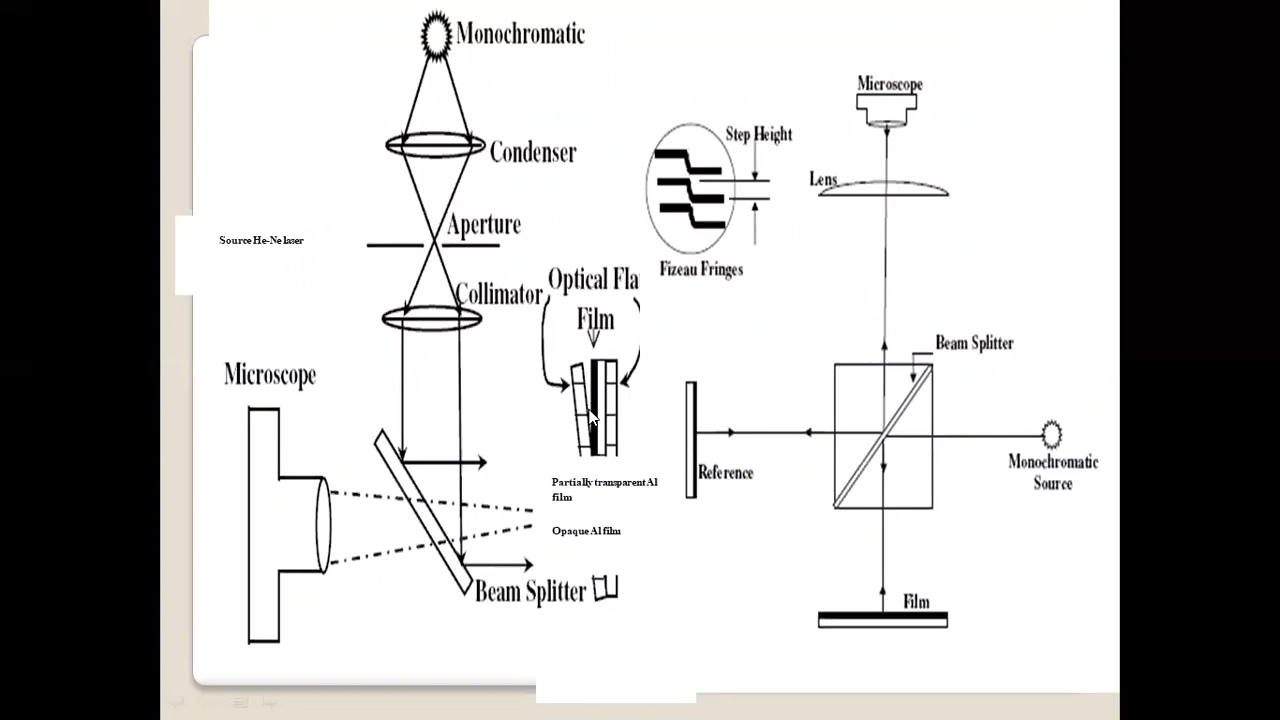 Monochromatic
Condenser
Source He-Ne laser
Aperture
Collimator
Optical Fla
Film
Microscope
Partially transparent Al
film
Opaque Al film
Beam Splitter
Step Height
Fizeau Fringes
Microscope
Lens
Beam Splitter
Reference
Monochromatic
Source
Film